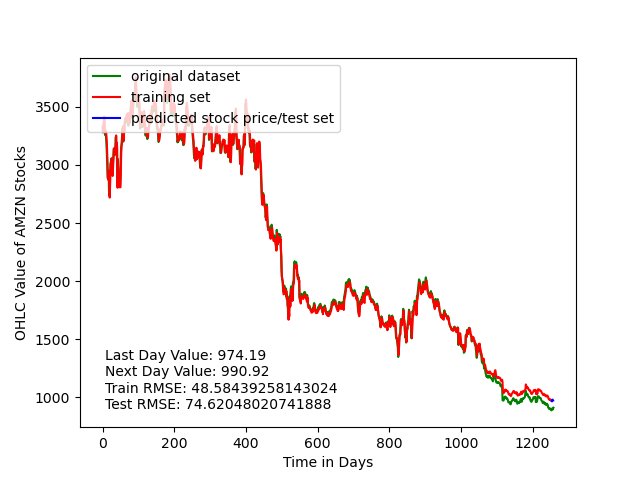 original dataset
training set
predicted stock price/test set
3500
3000
2500
2000
1500
1000
OHLC Value of AMZN Stocks
Last Day Value: 974.19
Next Day Value: 990.92
Train RMSE: 48.58439258143024
Test RMSE: 74.62048020741888
0 200 400 600 800 1000 1200
Time in Days